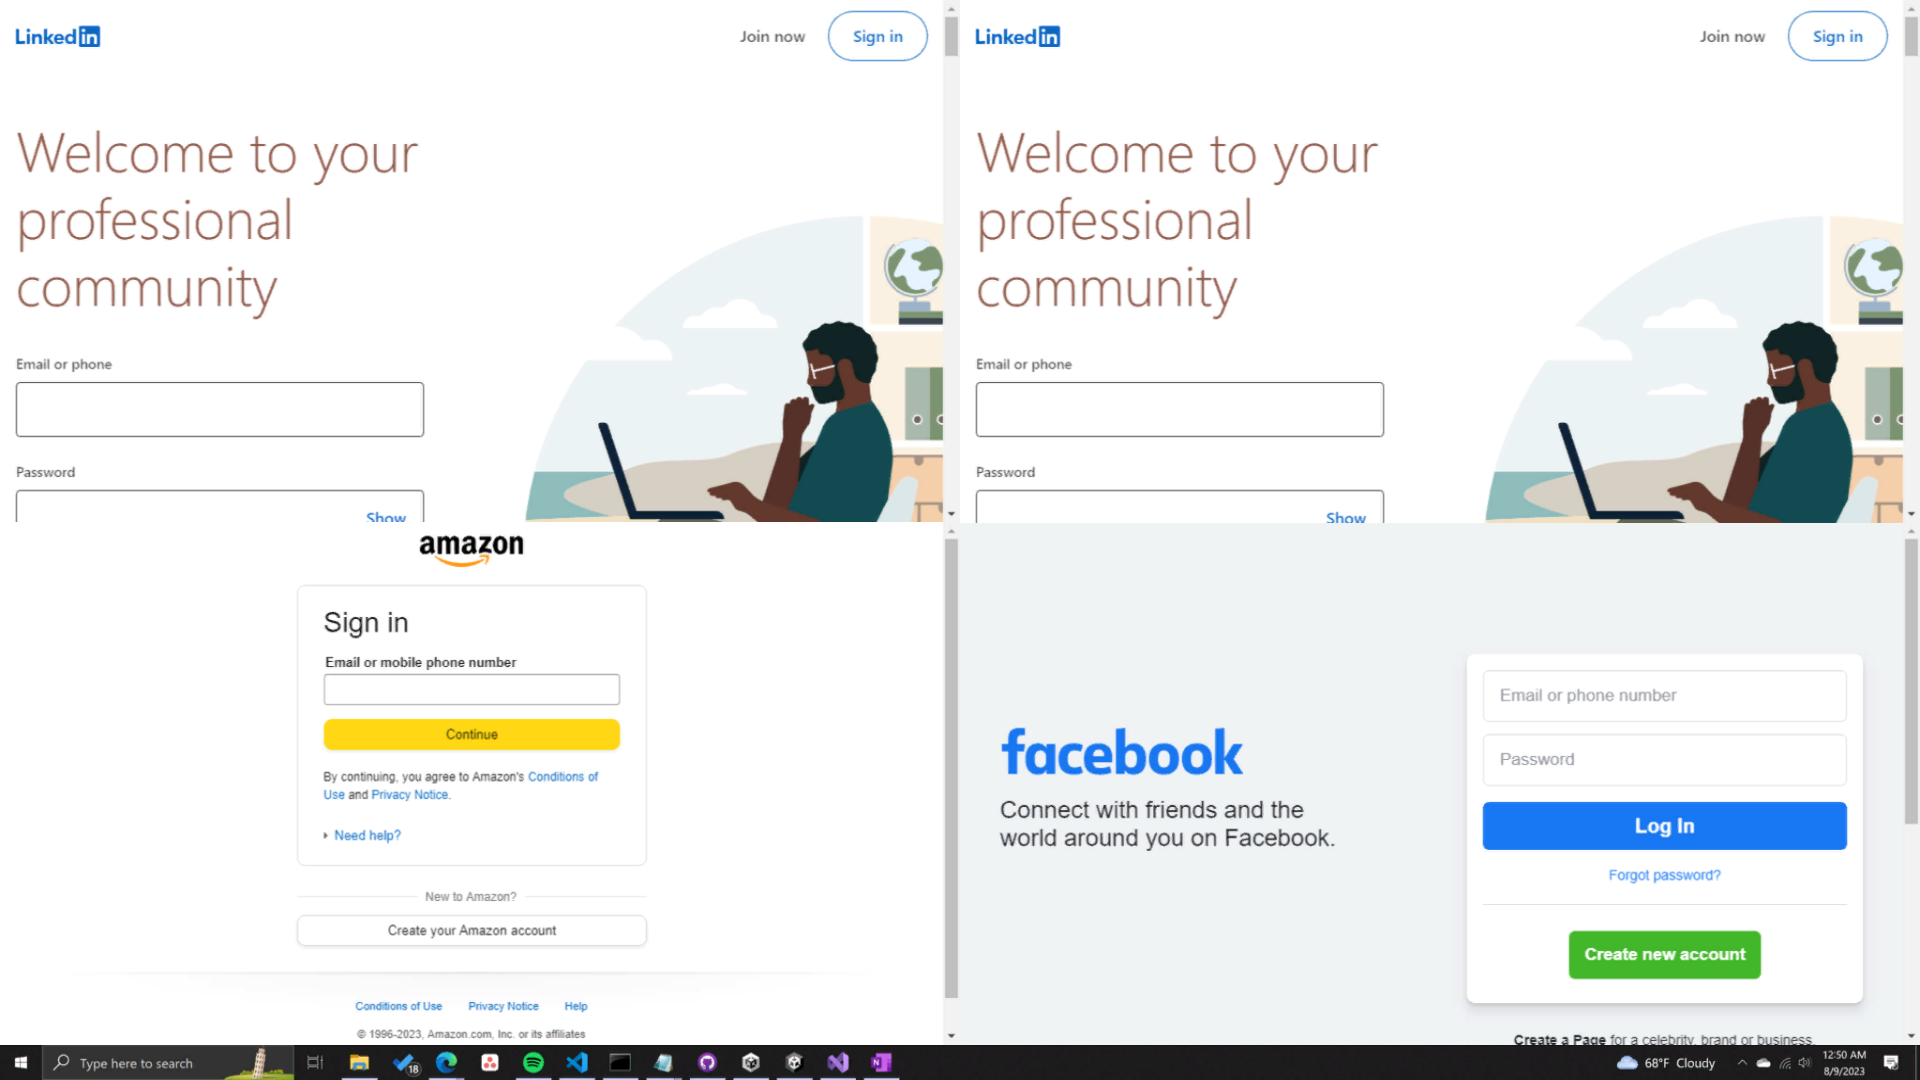 Linked in
Join now
Sign in
Welcome to your
professional
community
Email or phone
Password
Show
Linked in
Join now
Sign in
Welcome to your
professional
community
Email or phone
Password
Show
amazon
Sign in
Email or mobile phone number
Continue
By continuing, you agree to Amazon's Conditions of
Use and Privacy Notice.
Need help?
New to Amazon?
Create your Amazon account
Conditions of Use Privacy Notice Help
© 1996-2023, Amazon.com, Inc. or its affiliates
facebook
Connect with friends and the
world around you on Facebook.
Email or phone number
Password
Log In
Forgot password?
Create new account
Create a Page for a celebrity, brand or business.
Type here to search
18
68°F Cloudy
12:50 AM
8/9/2023